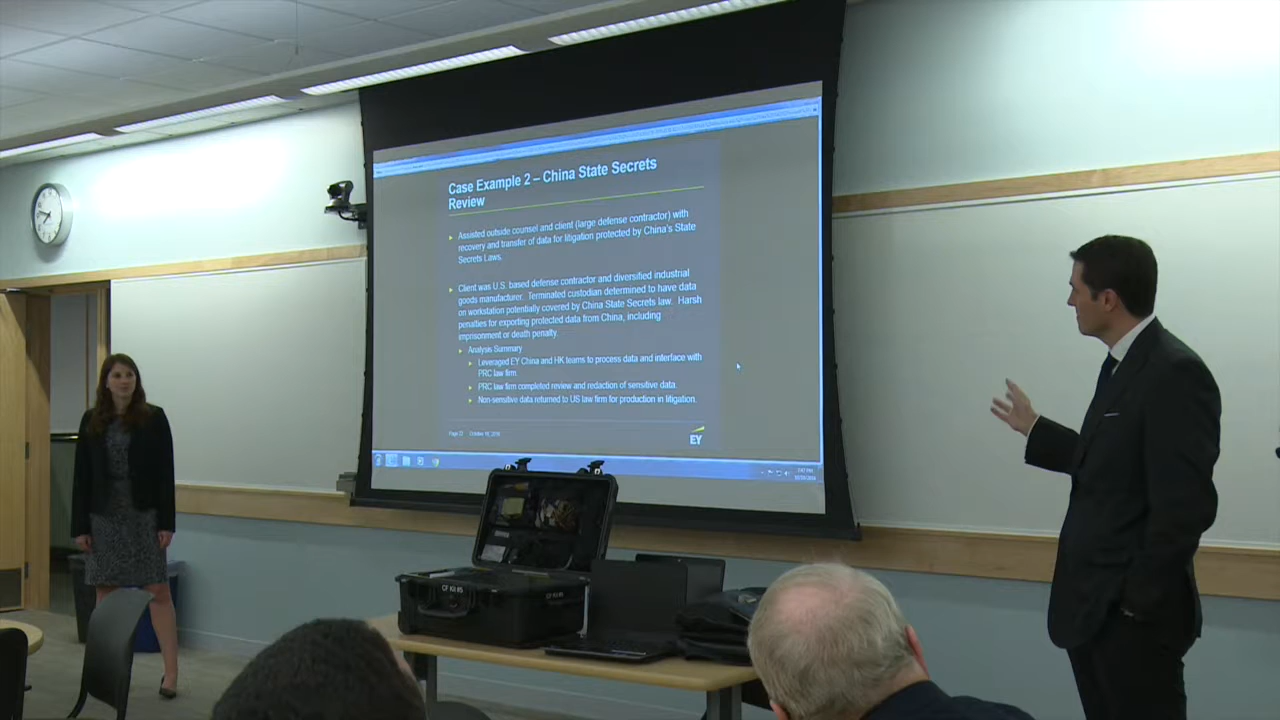 Case Example 2 – China State Secrets
Review
Assisted outside counsel and client (large defense contractor) with
recovery and transfer of data for litigation protected by China's State
Secrets Laws.
Client was U.S. based defense contractor and diversified industrial
goods manufacturer. Terminated custodian determined to have data
on workstation potentially covered by China State Secrets law. Harsh
penalties for exporting protected data from China, including
imprisonment or death penalty.
Analysis Summary
Leveraged EY China and HK teams to process data and interface with
PRC law firm.
PRC law firm completed review and redaction of sensitive data.
Non-sensitive data returned to US law firm for production in litigation.
EY